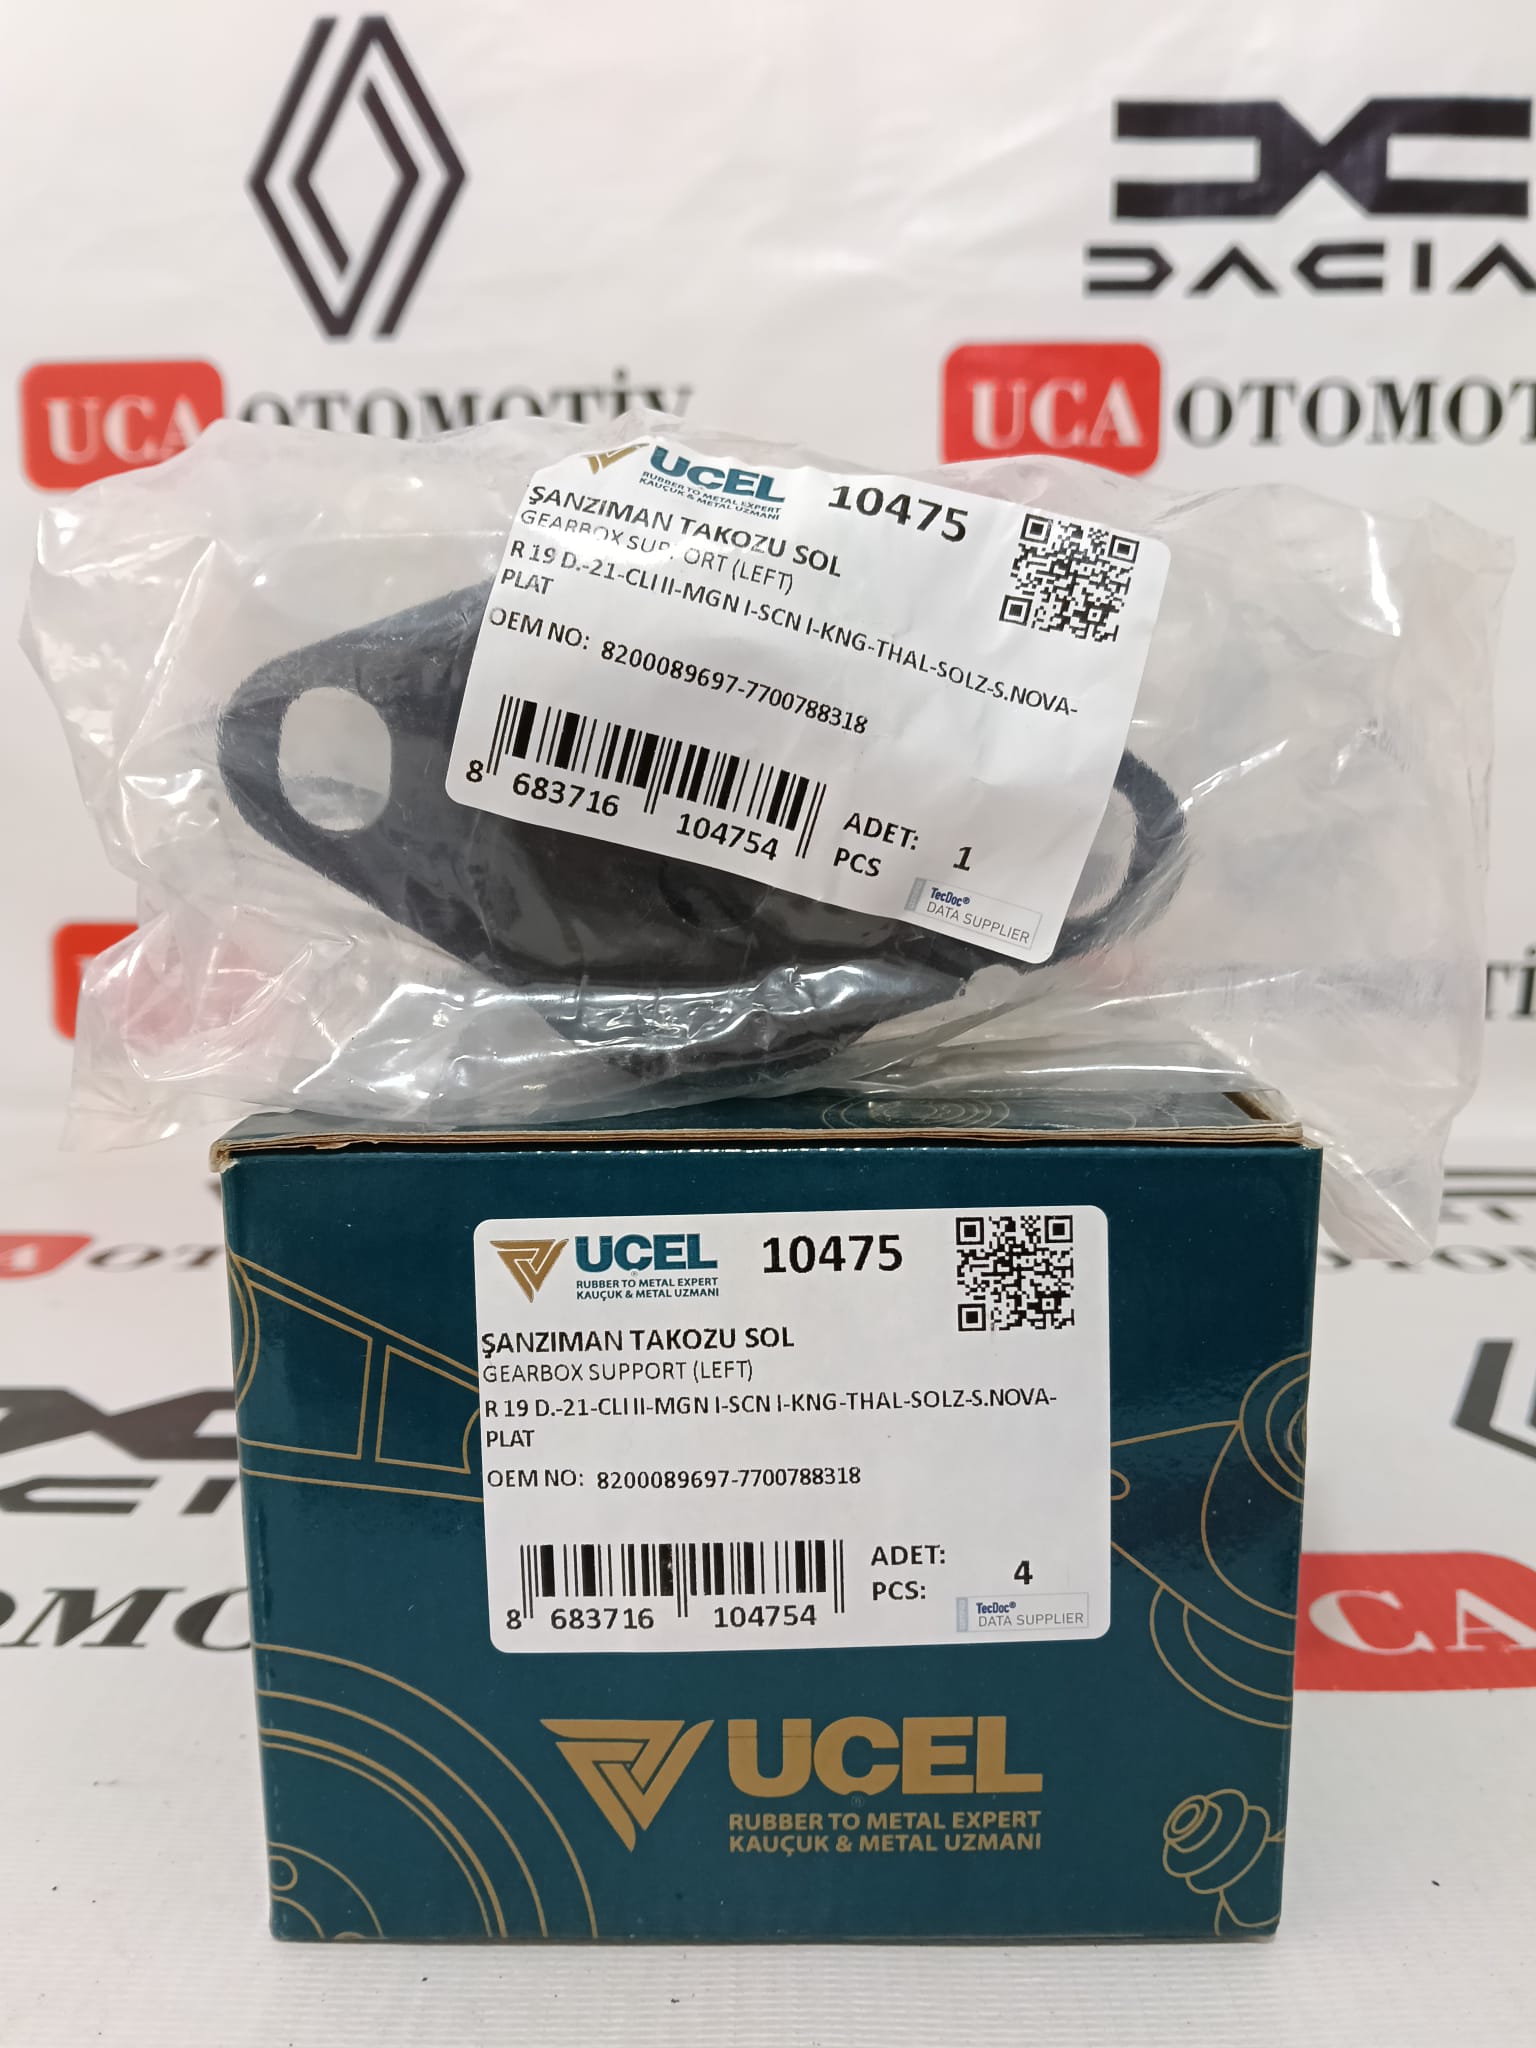 DACIA
UCA OTOMOTİV
UCA OTOMOT
UÇEL
RUBBER TO METAL EXPERT
KAUÇUK & METAL UZMANI
10475
ŞANZIMAN TAKOZU SOL
GEARBOX SUPPORT (LEFT)
R 19 D.-21-CLI II-MGN I-SCN I-KNG-THAL-SOLZ-S.NOVA-
PLAT
OEM NO: 8200089697-7700788318
8 683716 104754
ADET:
PCS
1
TecDoc®
DATA SUPPLIER
UÇEL
RUBBER TO METAL EXPERT
KAUÇUK & METAL UZMANI
10475
ŞANZIMAN TAKOZU SOL
GEARBOX SUPPORT (LEFT)
R 19 D.-21-CLI II-MGN I-SCN I-KNG-THAL-SOLZ-S.NOVA-
PLAT
OEM NO: 8200089697-7700788318
8 683716 104754
ADET:
PCS:
4
TecDoc®
DATA SUPPLIER
CA
UÇEL
RUBBER TO METAL EXPERT
KAUÇUK & METAL UZMANI